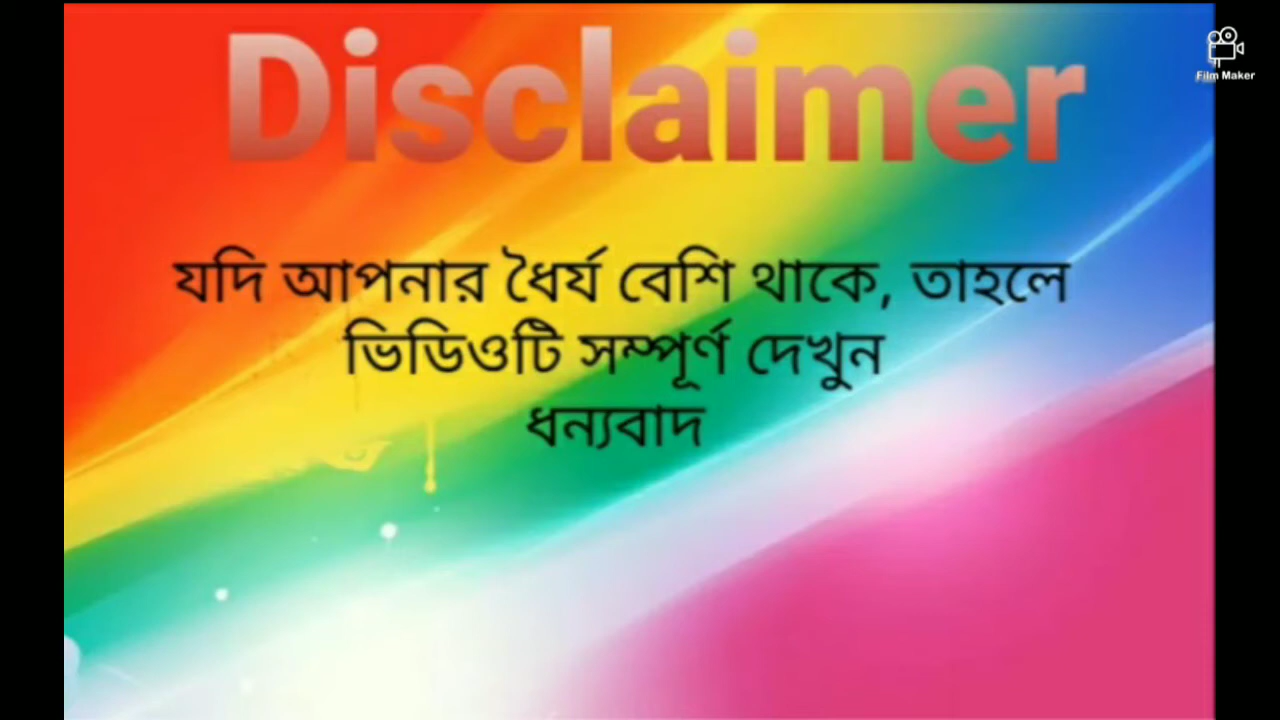 Disclaimer
Film Maker
যদি আপনার ধৈর্য বেশি থাকে, তাহলে
ভিডিওটি সম্পূর্ণ দেখুন
ধন্যবাদ